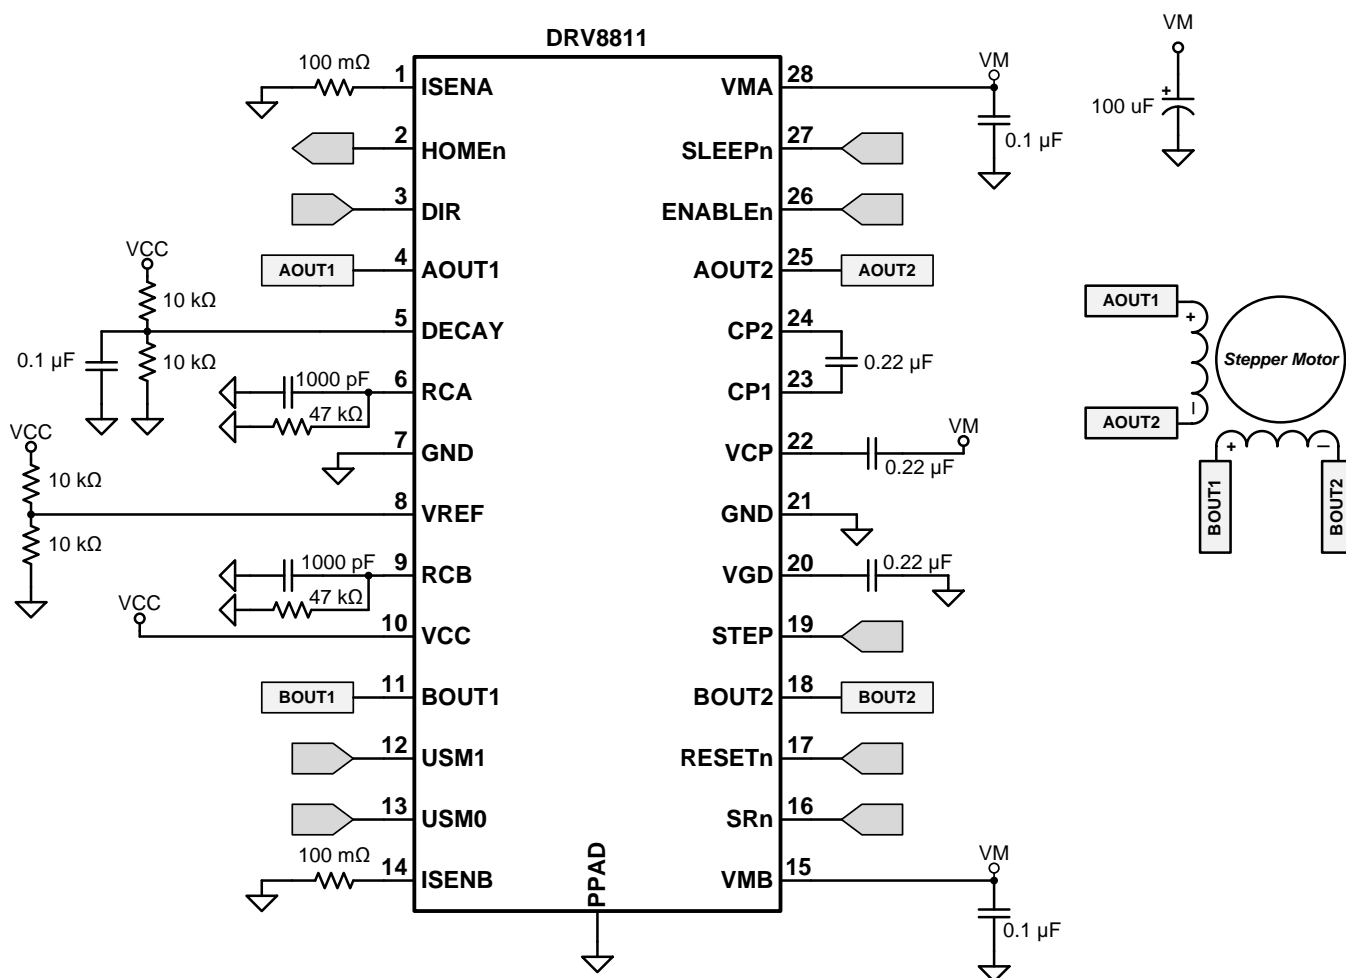 DRV8811
VM
100 uF
100 mΩ
1
ISENA
VMA
28
VM
0.1 µF
2
HOMEn
SLEEPn
27
3
DIR
ENABLEn
26
AOUT1
4
AOUT1
AOUT2
25
AOUT2
VCC
10 kΩ
10 kΩ
0.1 µF
5
DECAY
CP2
24
0.22 µF
1000 pF
47 kΩ
6
RCA
CP1
23
7
GND
VCP
22
0.22 µF
VM
VCC
10 kΩ
10 kΩ
8
VREF
GND
21
1000 pF
47 kΩ
9
RCB
VGD
20
0.22 µF
VCC
10
VCC
STEP
19
BOUT1
11
BOUT1
BOUT2
18
BOUT2
12
USM1
RESETn
17
13
USM0
SRn
16
100 mΩ
14
ISENB
VMB
15
VM
0.1 µF
PPAD
AOUT1
+
Stepper Motor
–
AOUT2
+
–
BOUT1
BOUT2